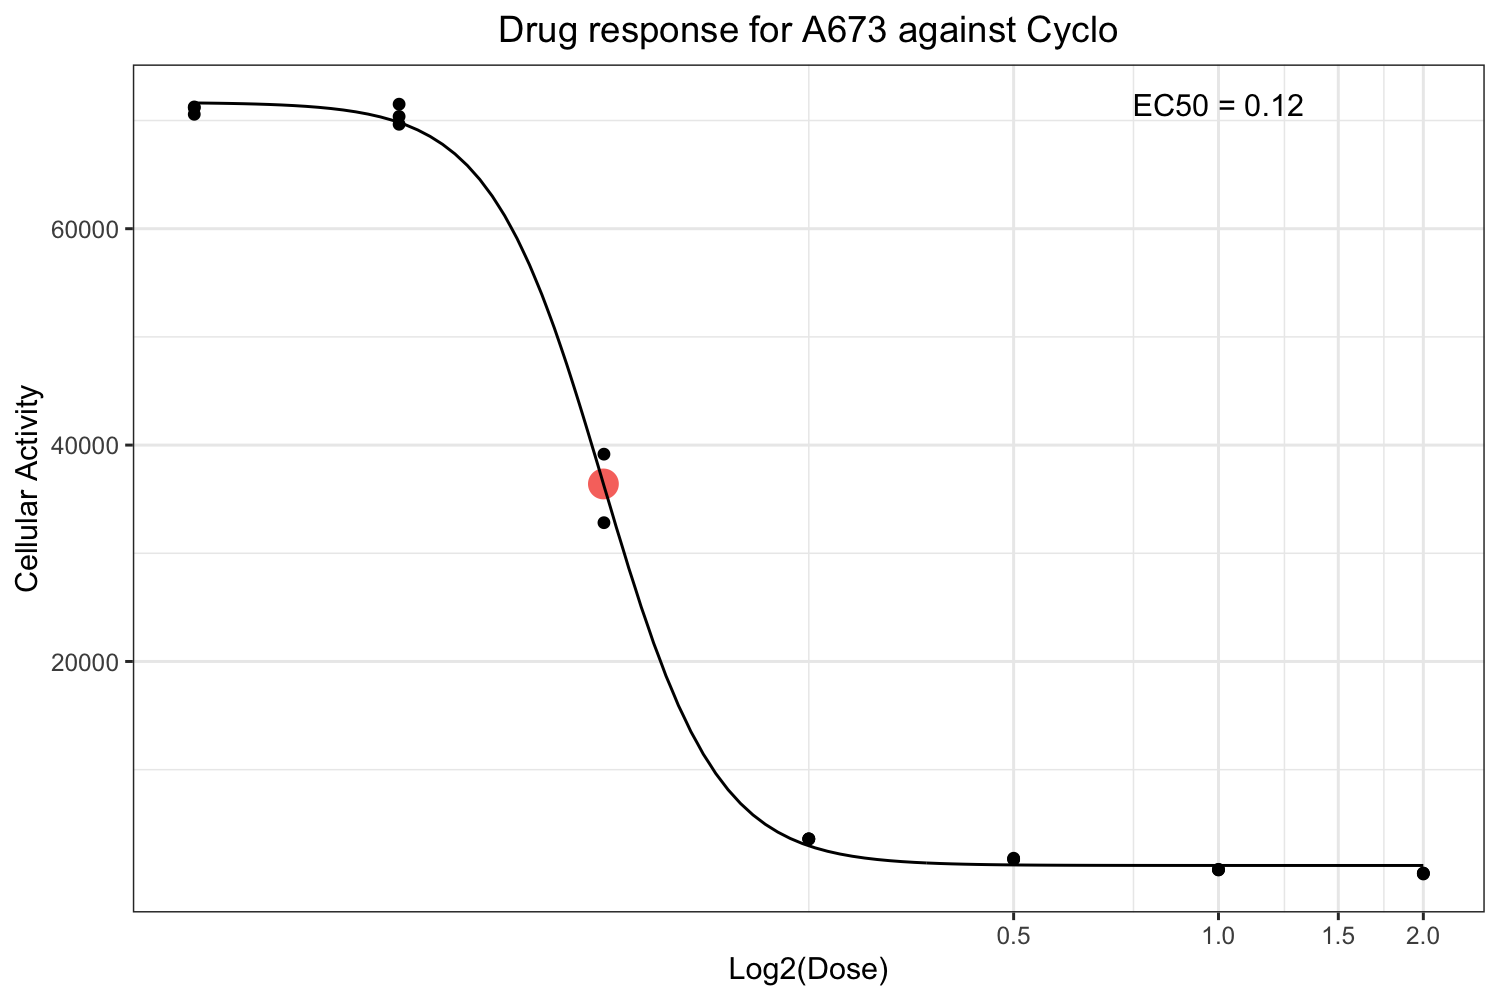 Drug response for A673 against Cyclo
EC50 = 0.12
Cellular Activity
60000
40000
20000
0.5 1.0 1.5 2.0
Log2(Dose)